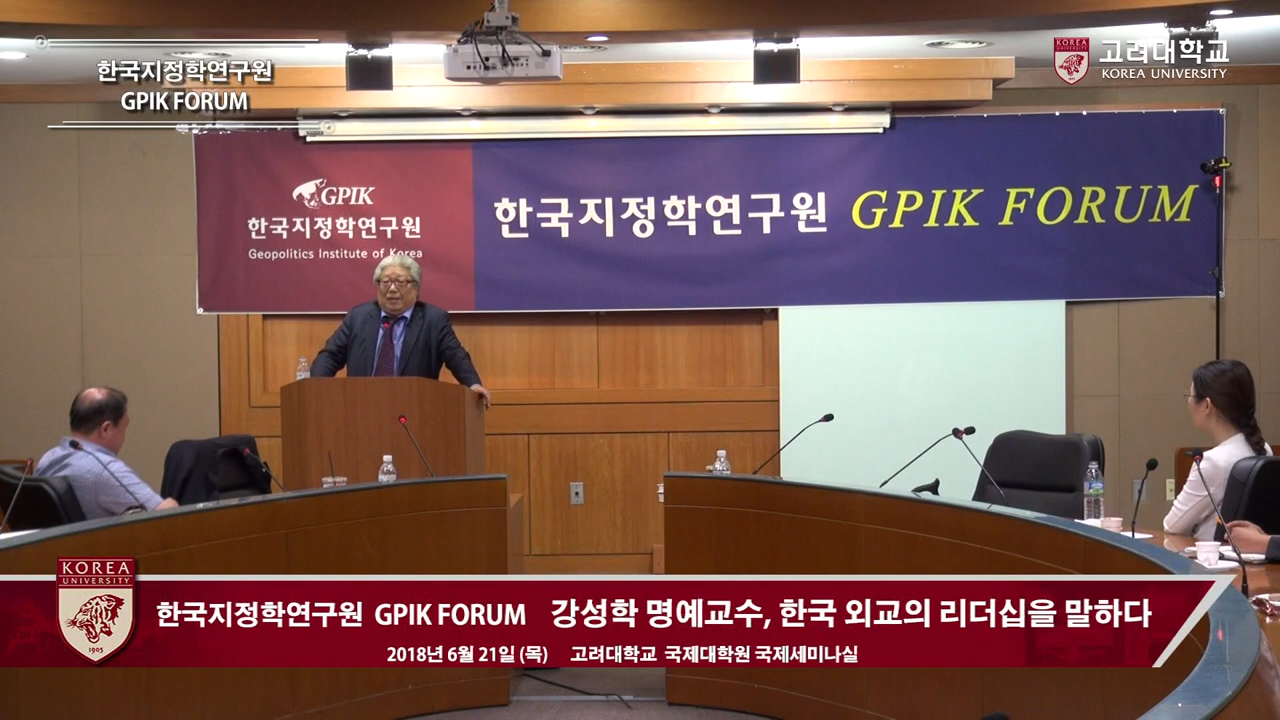 한국지정학연구원
GPIK FORUM
KOREA
UNIVERSITY
1905
고려대학교
KOREA UNIVERSITY
GPIK
한국지정학연구원
Geopolitics Institute of Korea
한국지정학연구원 GPIK FORUM
KOREA
UNIVERSITY
1905
한국지정학연구원 GPIK FORUM 강성학 명예교수, 한국 외교의 리더십을 말하다
2018년 6월 21일 (목) 고려대학교 국제대학원 국제세미나실